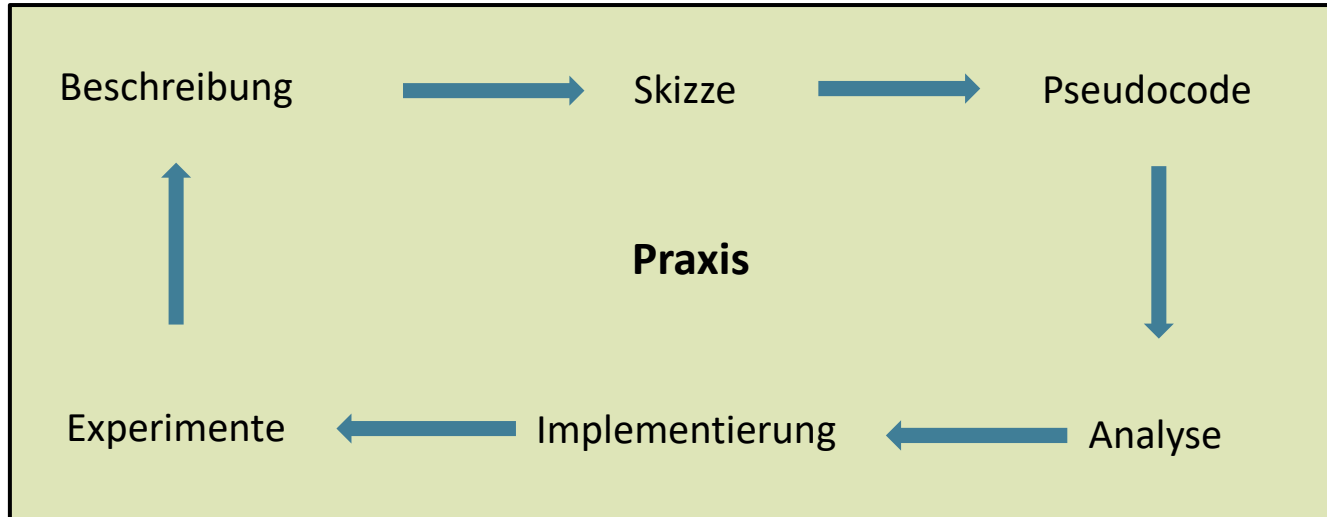 Beschreibung
Skizze
Pseudocode
Praxis
Experimente
Implementierung
Analyse